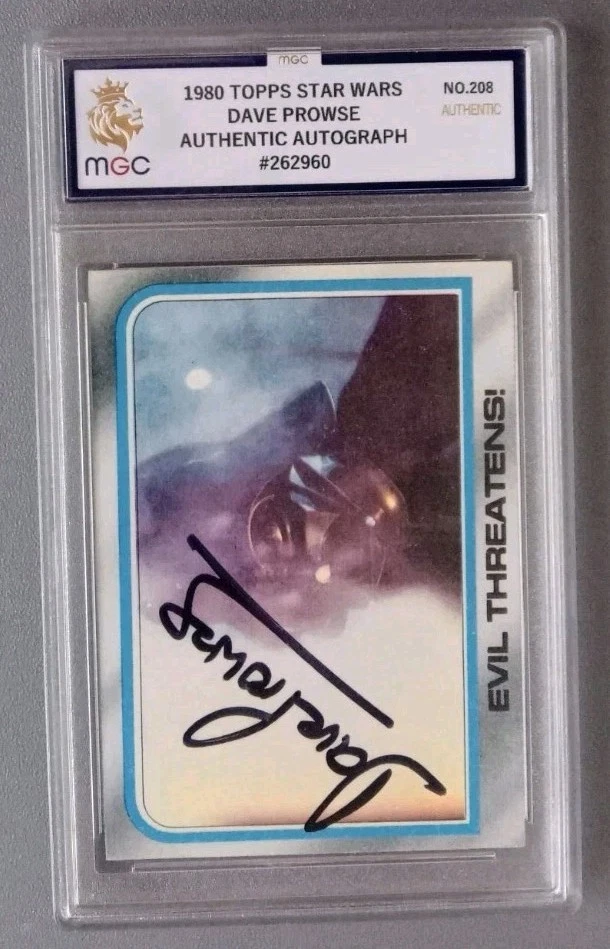 MGC
1980 TOPPS STAR WARS
DAVE PROWSE
AUTHENTIC AUTOGRAPH
#262960
NO.208
AUTHENTIC
MGC
EVIL THREATENS!
Dave Prowse